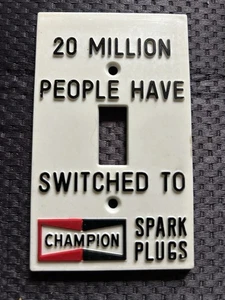 20 MILLION
PEOPLE HAVE
SWITCHED TO
CHAMPION
SPARK
PLUGS